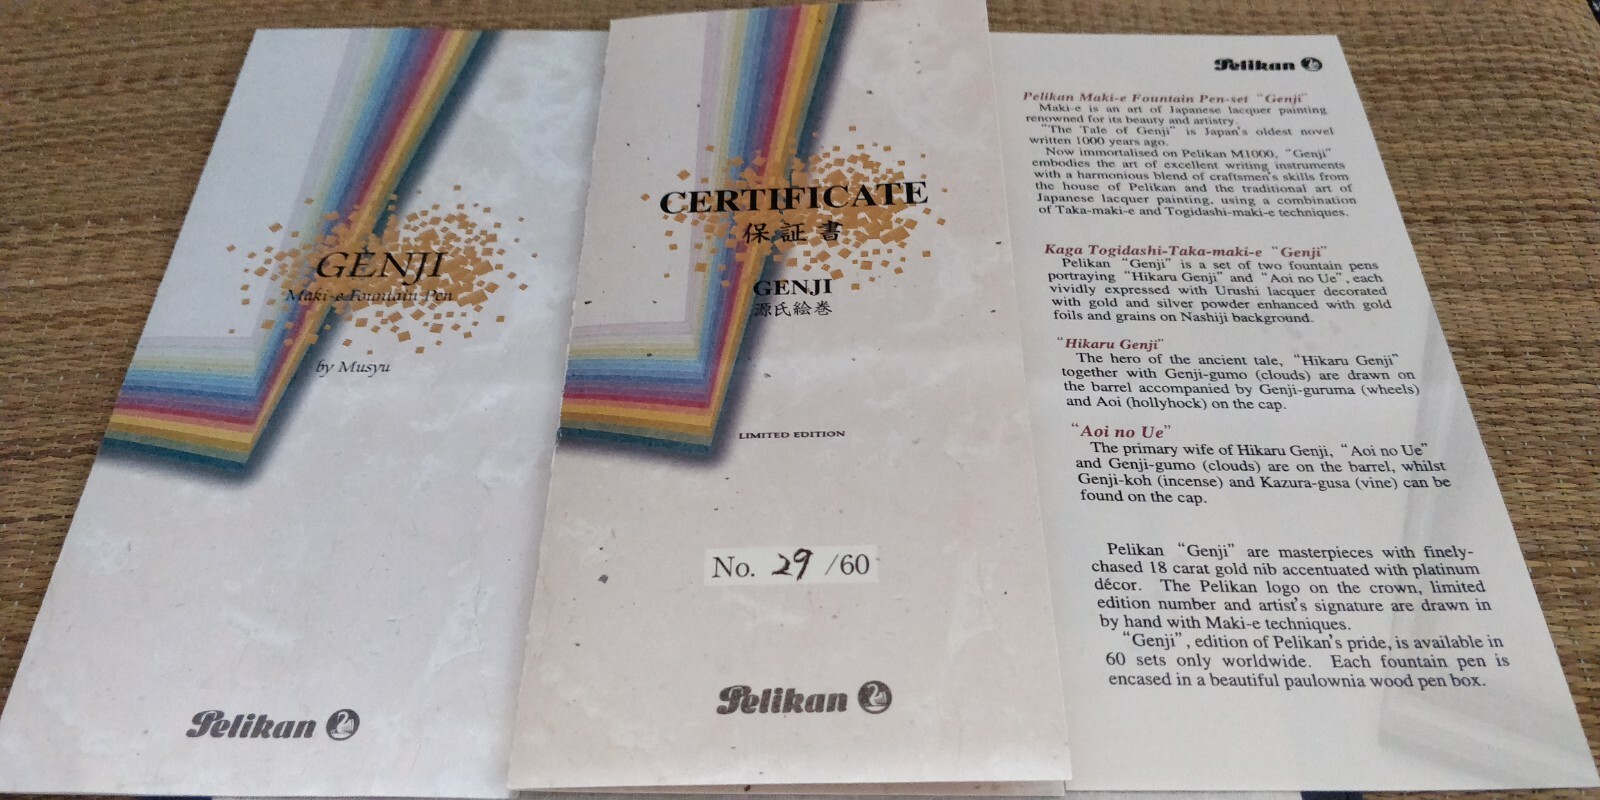 GENJI
Maki-e Fountain Pen
by Musyu
Pelikan
CERTIFICATE
保証書
GENJI
源氏絵巻
LIMITED EDITION
No. 29 /60
Pelikan
Pelikan
Pelikan Maki-e Fountain Pen-set “Genji”
Maki-e is an art of Japanese lacquer painting
renowned for its beauty and artistry.
“The Tale of Genji” is Japan's oldest novel
written 1000 years ago.
Now immortalised on Pelikan M1000, “Genji”
embodies the art of excellent writing instruments
with a harmonious blend of craftsmen's skills from
the house of Pelikan and the traditional art of
Japanese lacquer painting, using a combination
of Taka-maki-e and Togidashi-maki-e techniques.
Kaga Togidashi-Taka-maki-e “Genji”
Pelikan “Genji” is a set of two fountain pens
portraying “Hikaru Genji” and “Aoi no Ue”, each
vividly expressed with Urushi lacquer decorated
with gold and silver powder enhanced with gold
foils and grains on Nashiji background.
“Hikaru Genji”
The hero of the ancient tale, “Hikaru Genji”
together with Genji-gumo (clouds) are drawn on
the barrel accompanied by Genji-guruma (wheels)
and Aoi (hollyhock) on the cap.
“Aoi no Ue”
The primary wife of Hikaru Genji, “Aoi no Ue”
and Genji-gumo (clouds) are on the barrel, whilst
Genji-koh (incense) and Kazura-gusa (vine) can be
found on the cap.
Pelikan “Genji” are masterpieces with finely-
chased 18 carat gold nib accentuated with platinum
décor. The Pelikan logo on the crown, limited
edition number and artist's signature are drawn in
by hand with Maki-e techniques.
“Genji”, edition of Pelikan's pride, is available in
60 sets only worldwide. Each fountain pen is
encased in a beautiful paulownia wood pen box.